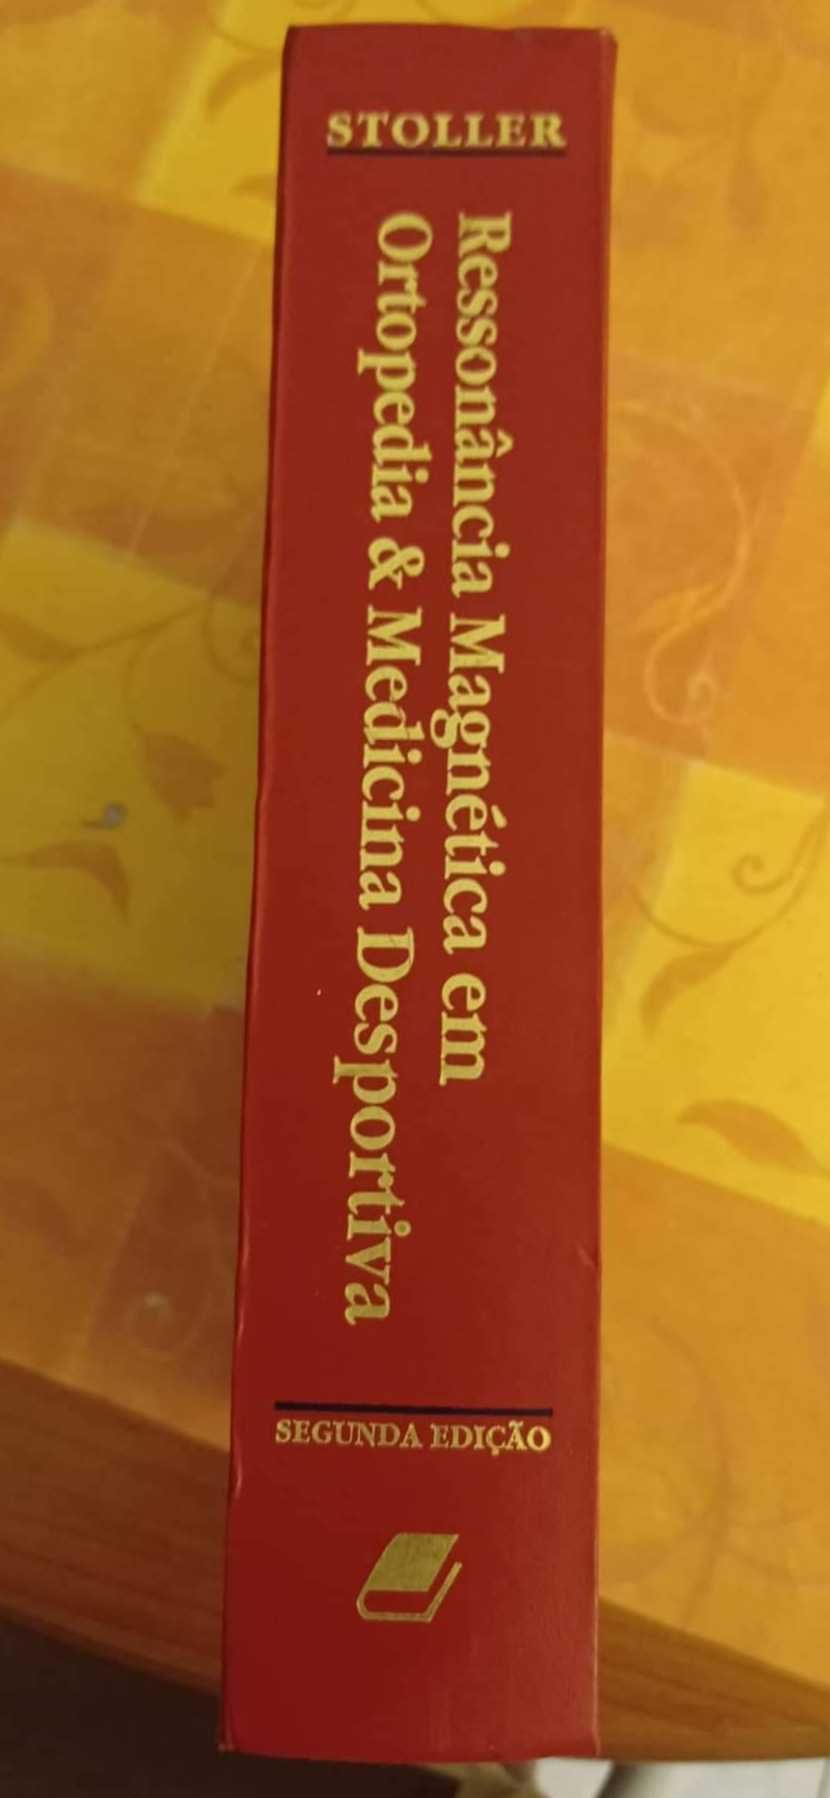 STOLLER
Ressonância Magnética em
Ortopedia & Medicina Desportiva
SEGUNDA EDIÇÃO